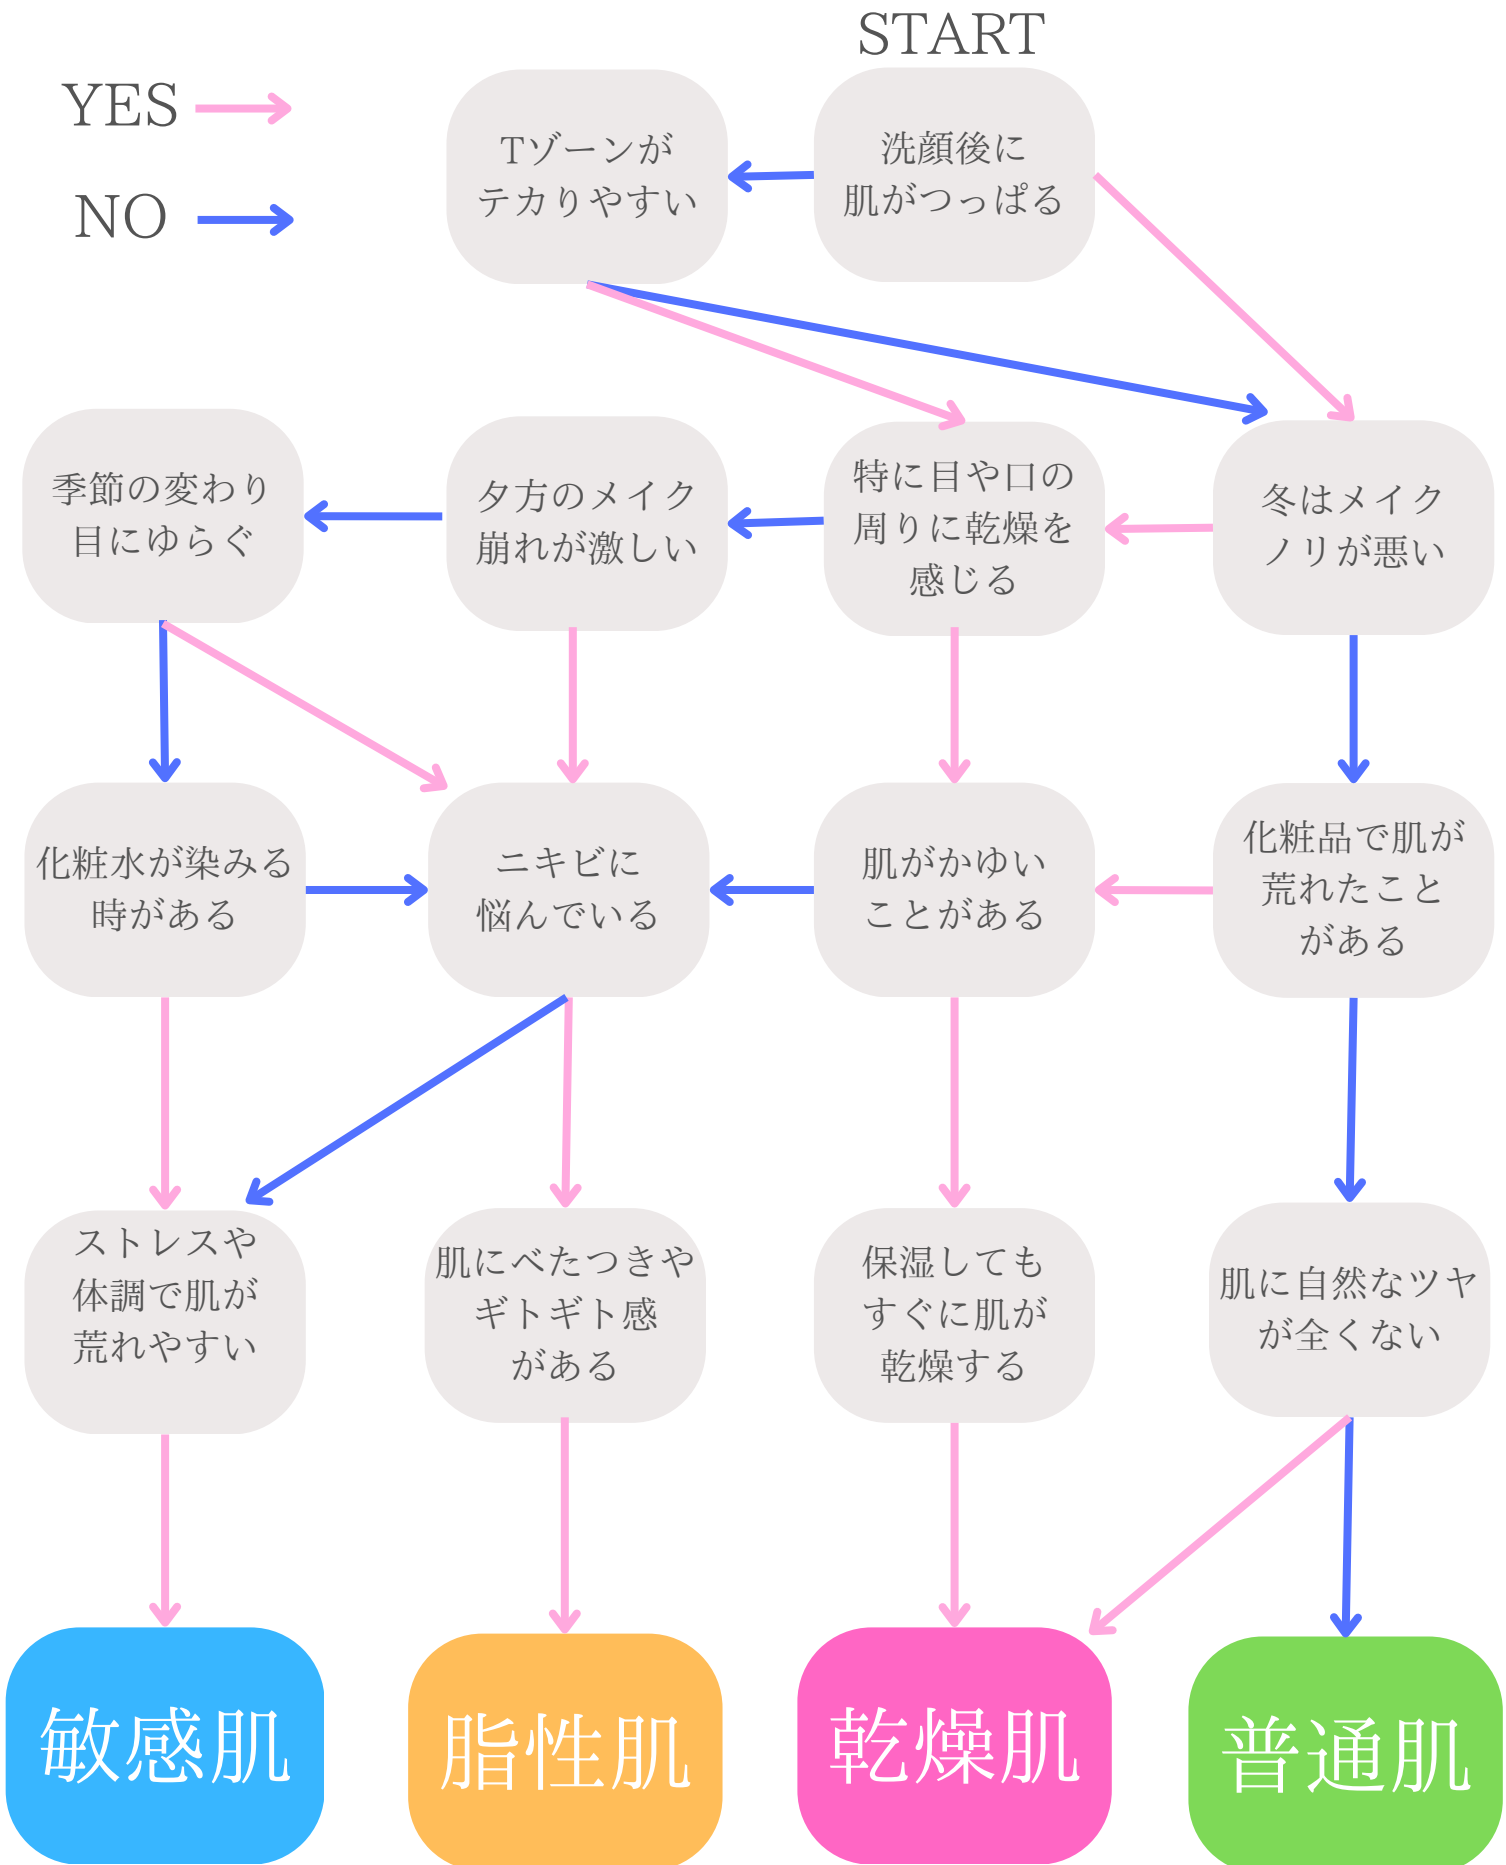 START
YES
NO
Tゾーンが
テカりやすい
洗顔後に
肌がつっぱる
季節の変わり
目にゆらぐ
夕方のメイク
崩れが激しい
特に目や口の
周りに乾燥を
感じる
冬はメイク
ノリが悪い
化粧水が染みる
時がある
ニキビに
悩んでいる
肌がかゆい
ことがある
化粧品で肌が
荒れたこと
がある
ストレスや
体調で肌が
荒れやすい
肌にべたつきや
ギトギト感
がある
保湿しても
すぐに肌が
乾燥する
肌に自然なツヤ
が全くない
敏感肌
脂性肌
乾燥肌
普通肌